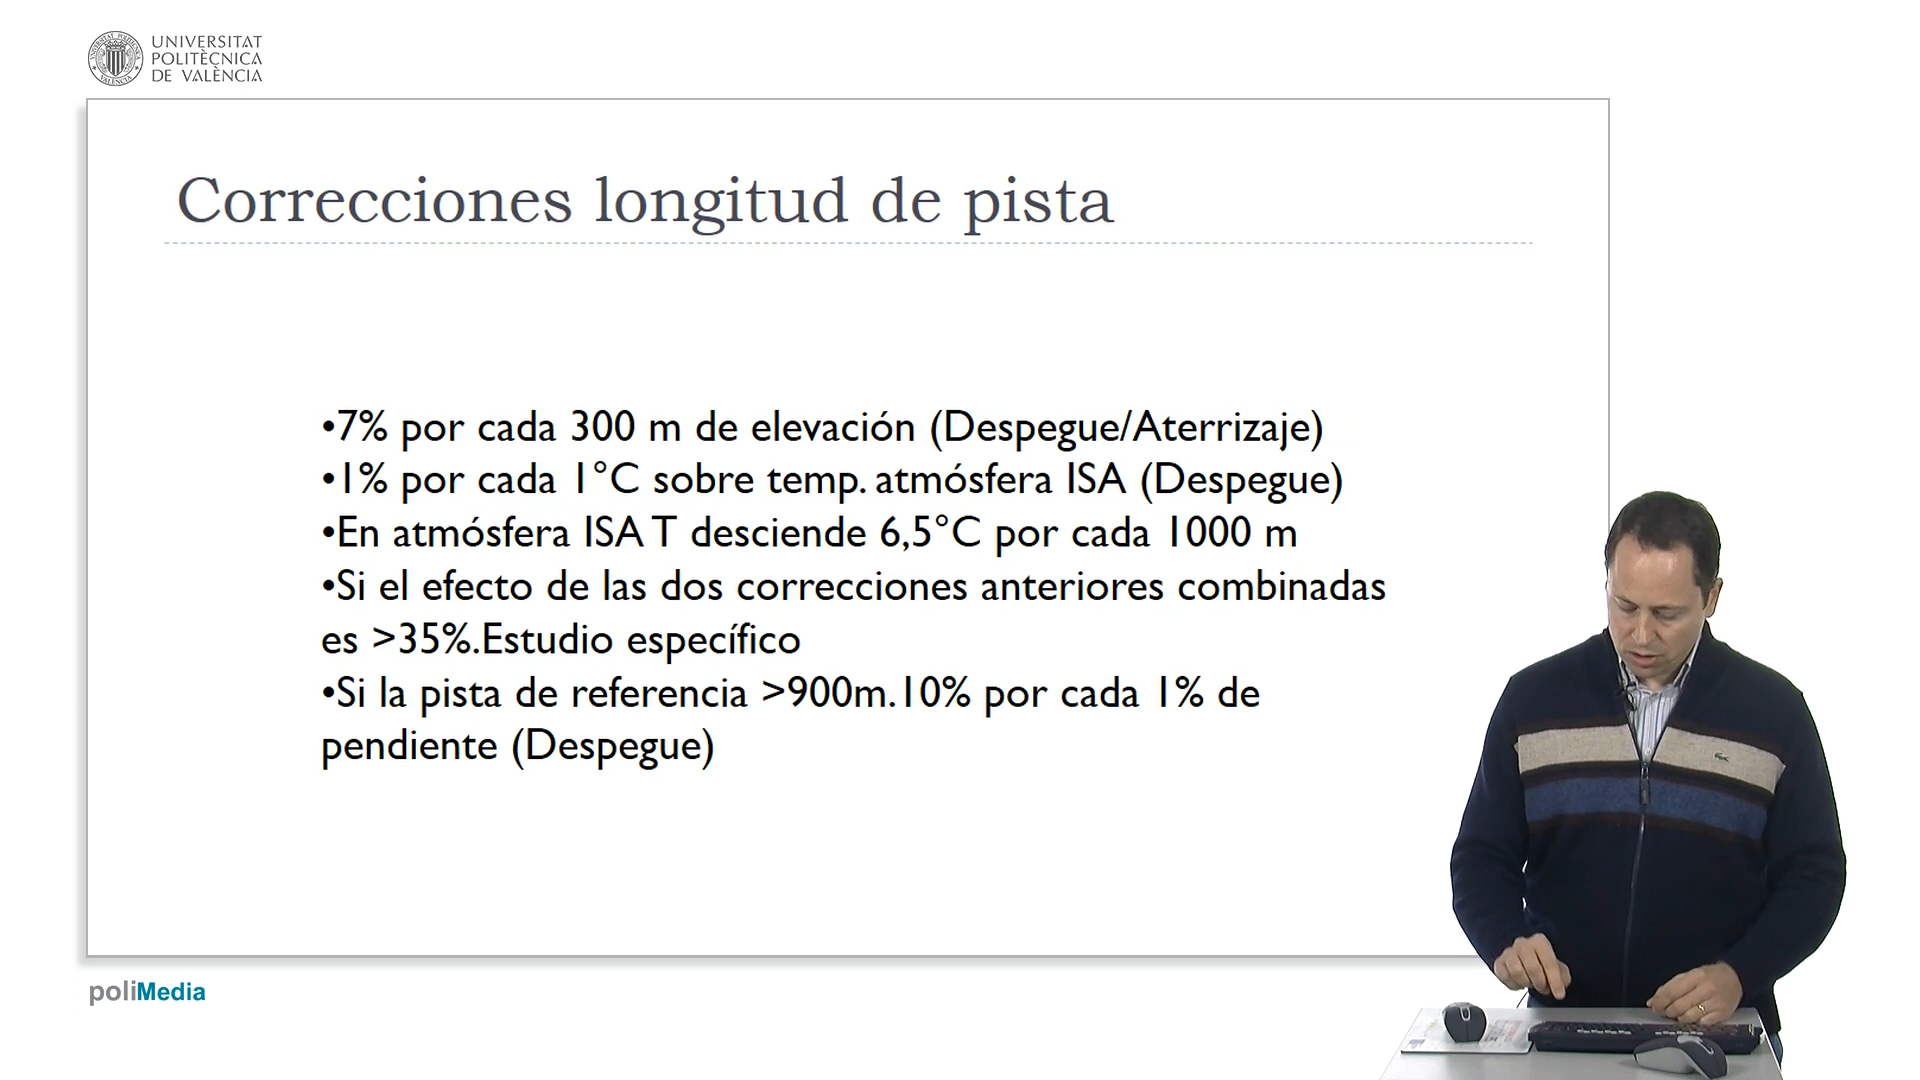 UNIVERSITAT
POLITÈCNICA
DE VALÈNCIA
Correcciones longitud de pista
•7% por cada 300 m de elevación (Despegue/Aterrizaje)
•1% por cada 1°C sobre temp. atmósfera ISA (Despegue)
•En atmósfera ISA T desciende 6,5°C por cada 1000 m
•Si el efecto de las dos correcciones anteriores combinadas
es >35%.Estudio específico
•Si la pista de referencia >900m.10% por cada 1% de
pendiente (Despegue)
poliMedia